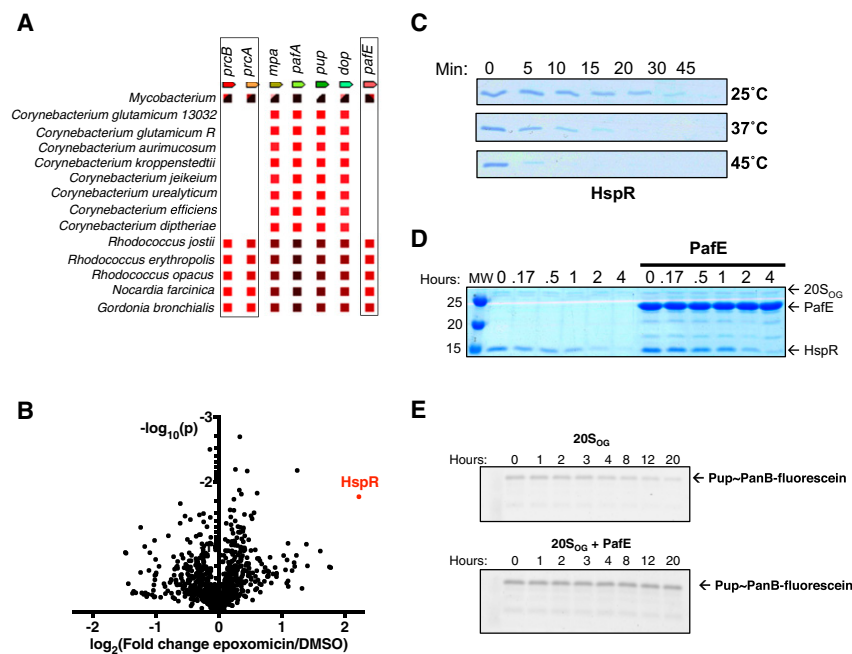 A
prcB prcA mpa pafA pup dop pafE
Mycobacterium
Corynebacterium glutamicum 13032
Corynebacterium glutamicum R
Corynebacterium aurimucosum
Corynebacterium kroppenstedtii
Corynebacterium jeikeium
Corynebacterium urealyticum
Corynebacterium efficiens
Corynebacterium diptheriae
Rhodococcus jostii
Rhodococcus erythropolis
Rhodococcus opacus
Nocardia farcinica
Gordonia bronchialis
B
-log10(p)
-3
-2
-1
0
HspR
-2 -1 0 1 2
log2(Fold change epoxomicin/DMSO)
C
Min: 0 5 10 15 20 30 45
25˚C
37˚C
45˚C
HspR
D
PafE
Hours: MW 0 .17 .5 1 2 4 0 .17 .5 1 2 4
25
20
15
← 20SOG
← PafE
← HspR
E
20SOG
Hours: 0 1 2 3 4 8 12 20
← Pup~PanB-fluorescein
20SOG + PafE
Hours: 0 1 2 3 4 8 12 20
← Pup~PanB-fluorescein